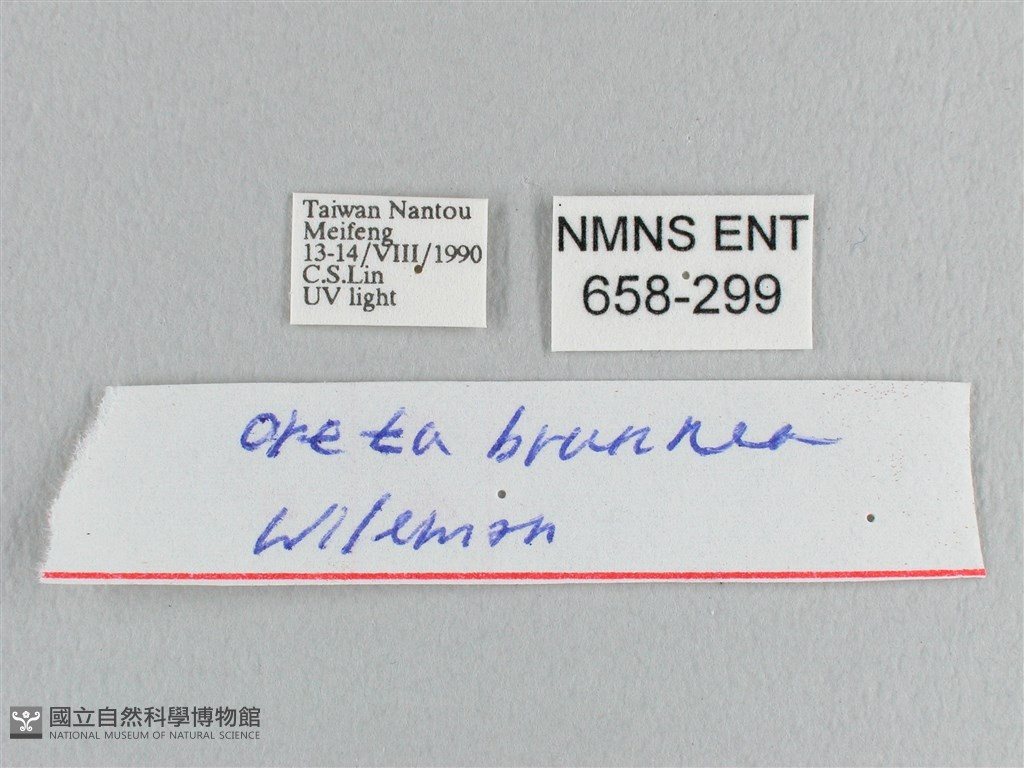 Taiwan Nantou
Meifeng
13-14/VIII/1990
C.S.Lin
UV light
NMNS ENT
658-299
Oreta brunnea
Wileman
國立自然科學博物館
NATIONAL MUSEUM OF NATURAL SCIENCE